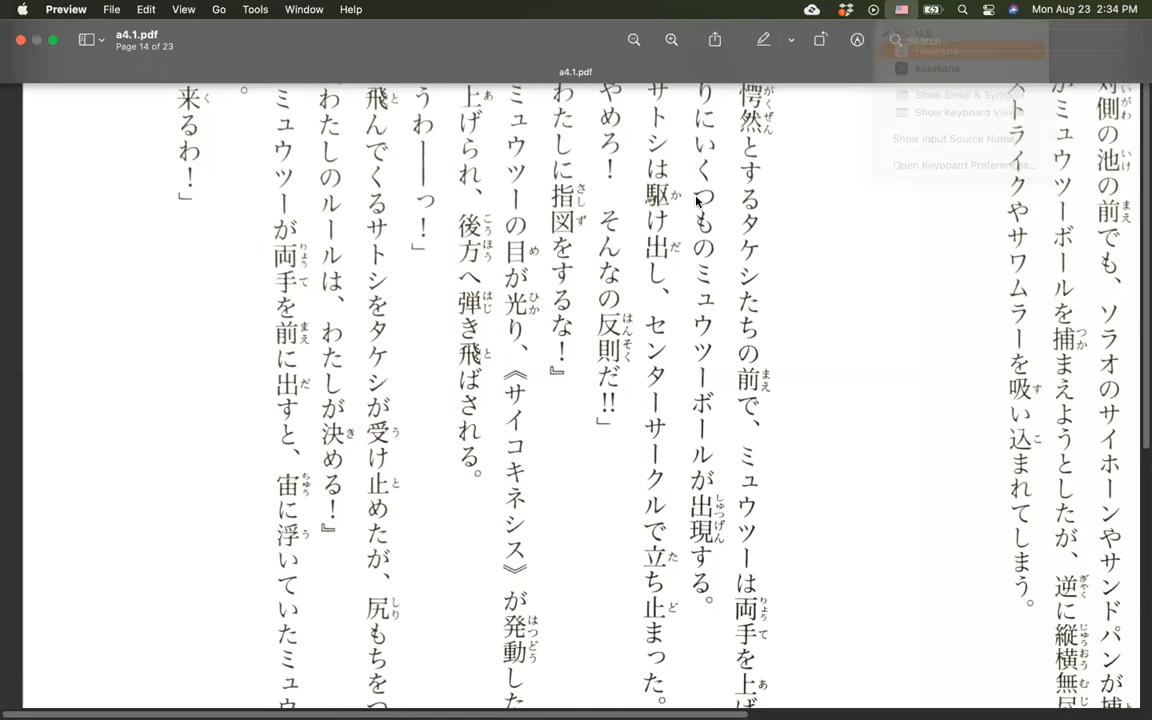 Preview File Edit View Go Tools Window Help Mon Aug 23 2:34 PM
a4.1.pdf
Page 14 of 23
Search
U.S.
Hiragana
Katakana
Show Emoji & Symbols
Show Keyboard Viewer
Show Input Source Name
Open Keyboard Preferences...
a4.1.pdf
側の池の前でも、ソラオのサイホーンやサンドパンが捕
がミュウツーボールを捕まえようとしたが、逆に縦横無尽
ストライクやサワムラーを吸い込まれてしまう。
愕然とするタケシたちの前で、ミュウツーは両手を上げ
りにいくつものミュウツーボールが出現する。
サトシは駆け出し、センターサークルで立ち止まった。
やめろ！　そんなの反則だ!!」
わたしに指図をするな！』
ミュウツーの目が光り、《サイコキネシス》が発動した
上げられ、後方へ弾き飛ばされる。
うわ――っ！」
飛んでくるサトシをタケシが受け止めたが、尻もちをつ
わたしのルールは、わたしが決める！』
ミュウツーが両手を前に出すと、宙に浮いていたミュウ
。
来るわ！」